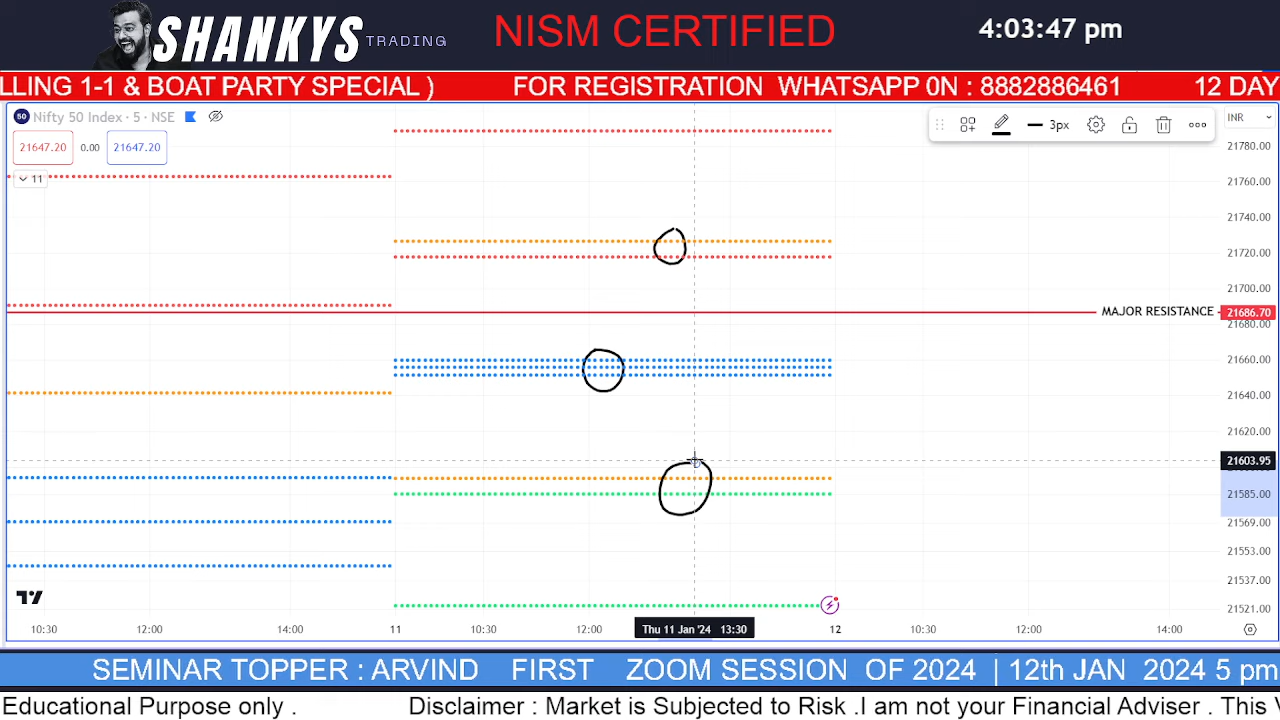 SHANKYS
TRADING
NISM CERTIFIED
4:03:47 pm
LLING 1-1 & BOAT PARTY SPECIAL ) FOR REGISTRATION WHATSAPP 0N : 8882886461 12 DAY
50 Nifty 50 Index · 5 · NSE
21647.20 0.00 21647.20
11
3px
INR
21780.00
21760.00
21740.00
21720.00
21700.00
MAJOR RESISTANCE 21686.70
21680.00
21660.00
21640.00
21620.00
21603.95
21585.00
21569.00
21553.00
21537.00
21521.00
10:30 12:00 14:00 11 10:30 12:00 Thu 11 Jan '24 13:30 12 10:30 12:00 14:00
SEMINAR TOPPER : ARVIND FIRST ZOOM SESSION OF 2024 | 12th JAN 2024 5 pm
Educational Purpose only . Disclaimer : Market is Subjected to Risk .I am not your Financial Adviser . This V